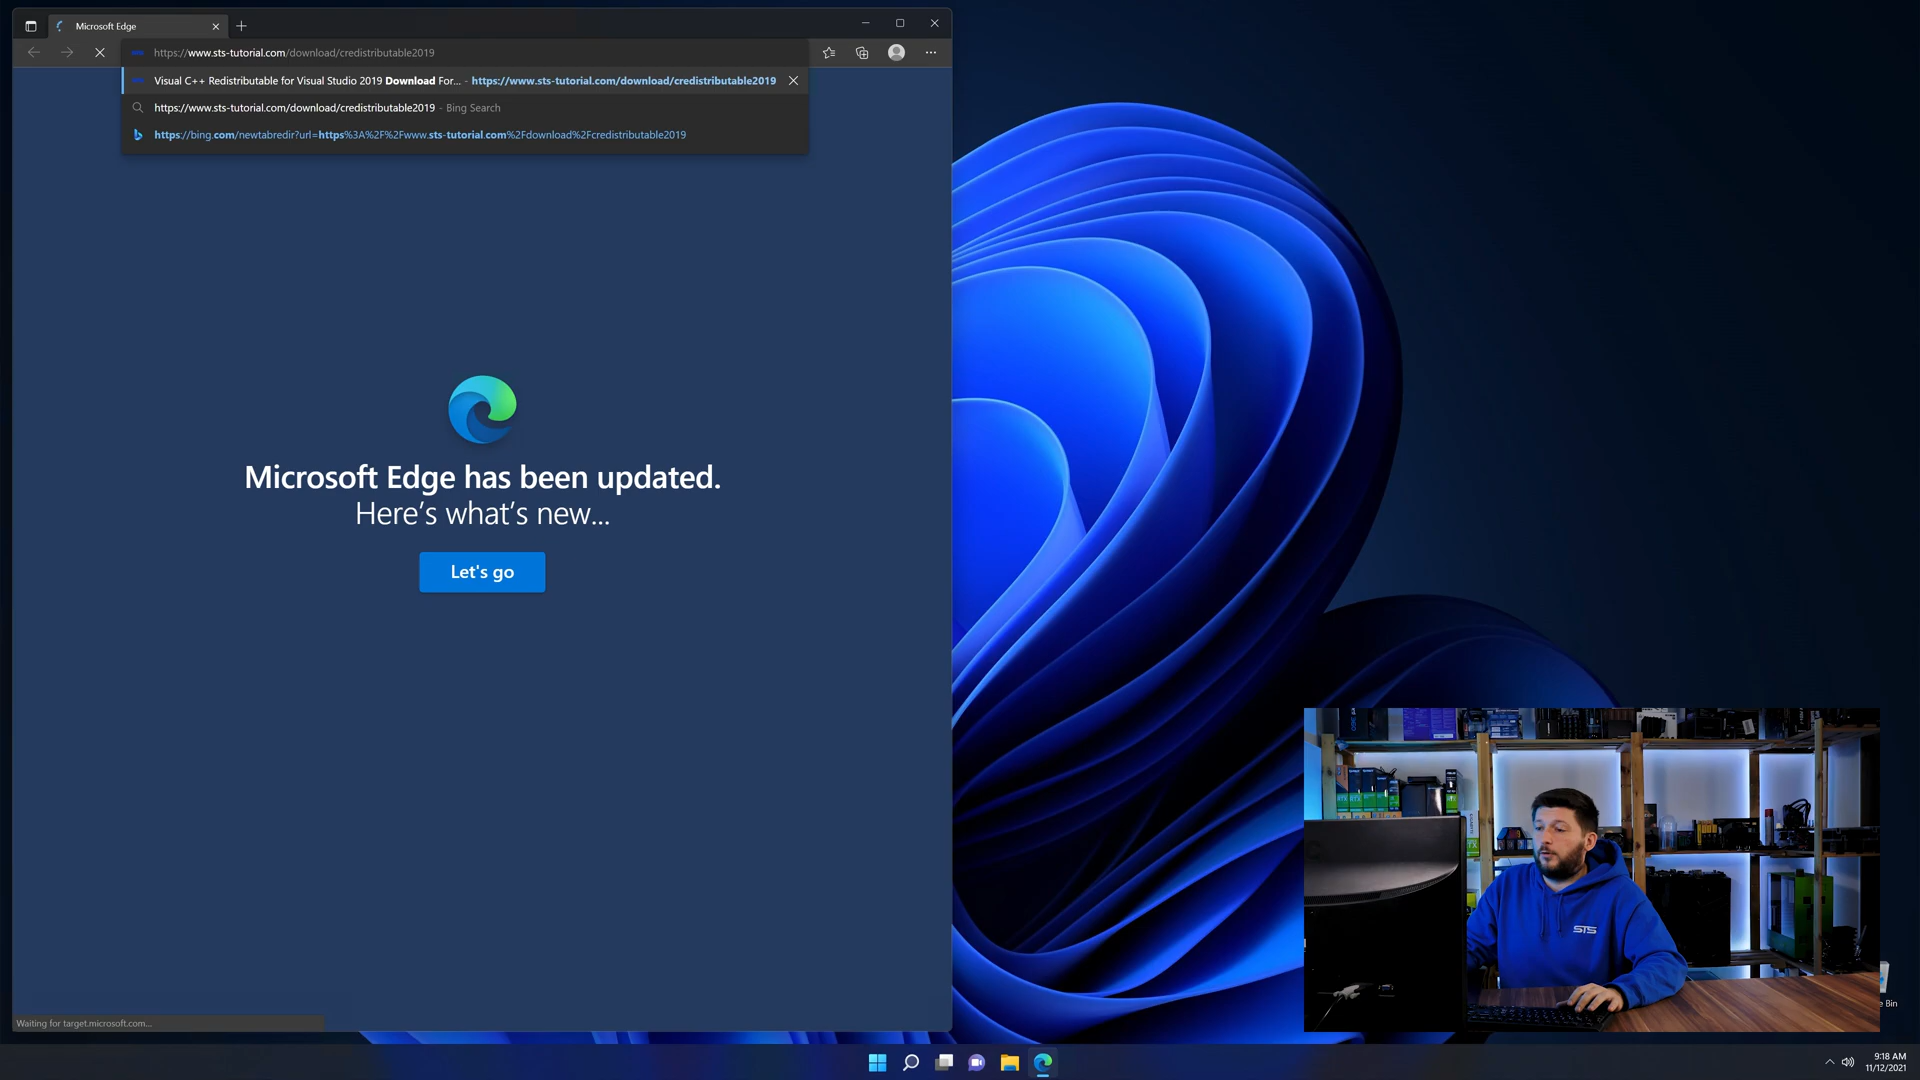 Microsoft Edge
https://www.sts-tutorial.com/download/credistributable2019
Visual C++ Redistributable for Visual Studio 2019 Download For... - https://www.sts-tutorial.com/download/credistributable2019
https://www.sts-tutorial.com/download/credistributable2019 - Bing Search
https://bing.com/newtabredir?url=https%3A%2F%2Fwww.sts-tutorial.com%2Fdownload%2Fcredistributable2019
Microsoft Edge has been updated.
Here's what's new...
Let's go
STS
Bin
Waiting for target.microsoft.com...
9:18 AM
11/12/2021